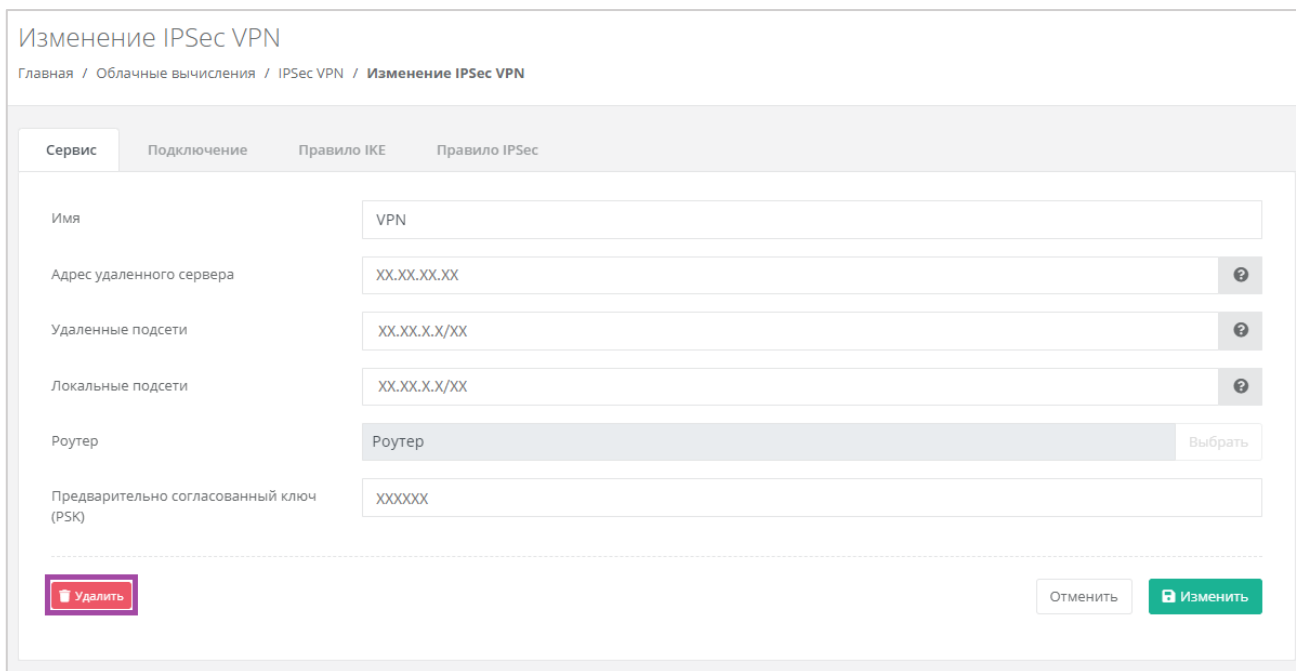 Изменение IPSec VPN
Главная / Облачные вычисления / IPSec VPN / Изменение IPSec VPN
Сервис Подключение Правило IKE Правило IPSec
Имя VPN
Адрес удаленного сервера XX.XX.XX.XX
Удаленные подсети XX.XX.X.X/XX
Локальные подсети XX.XX.X.X/XX
Роутер Роутер Выбрать
Предварительно согласованный ключ
(PSK) XXXXXX
Удалить Отменить Изменить